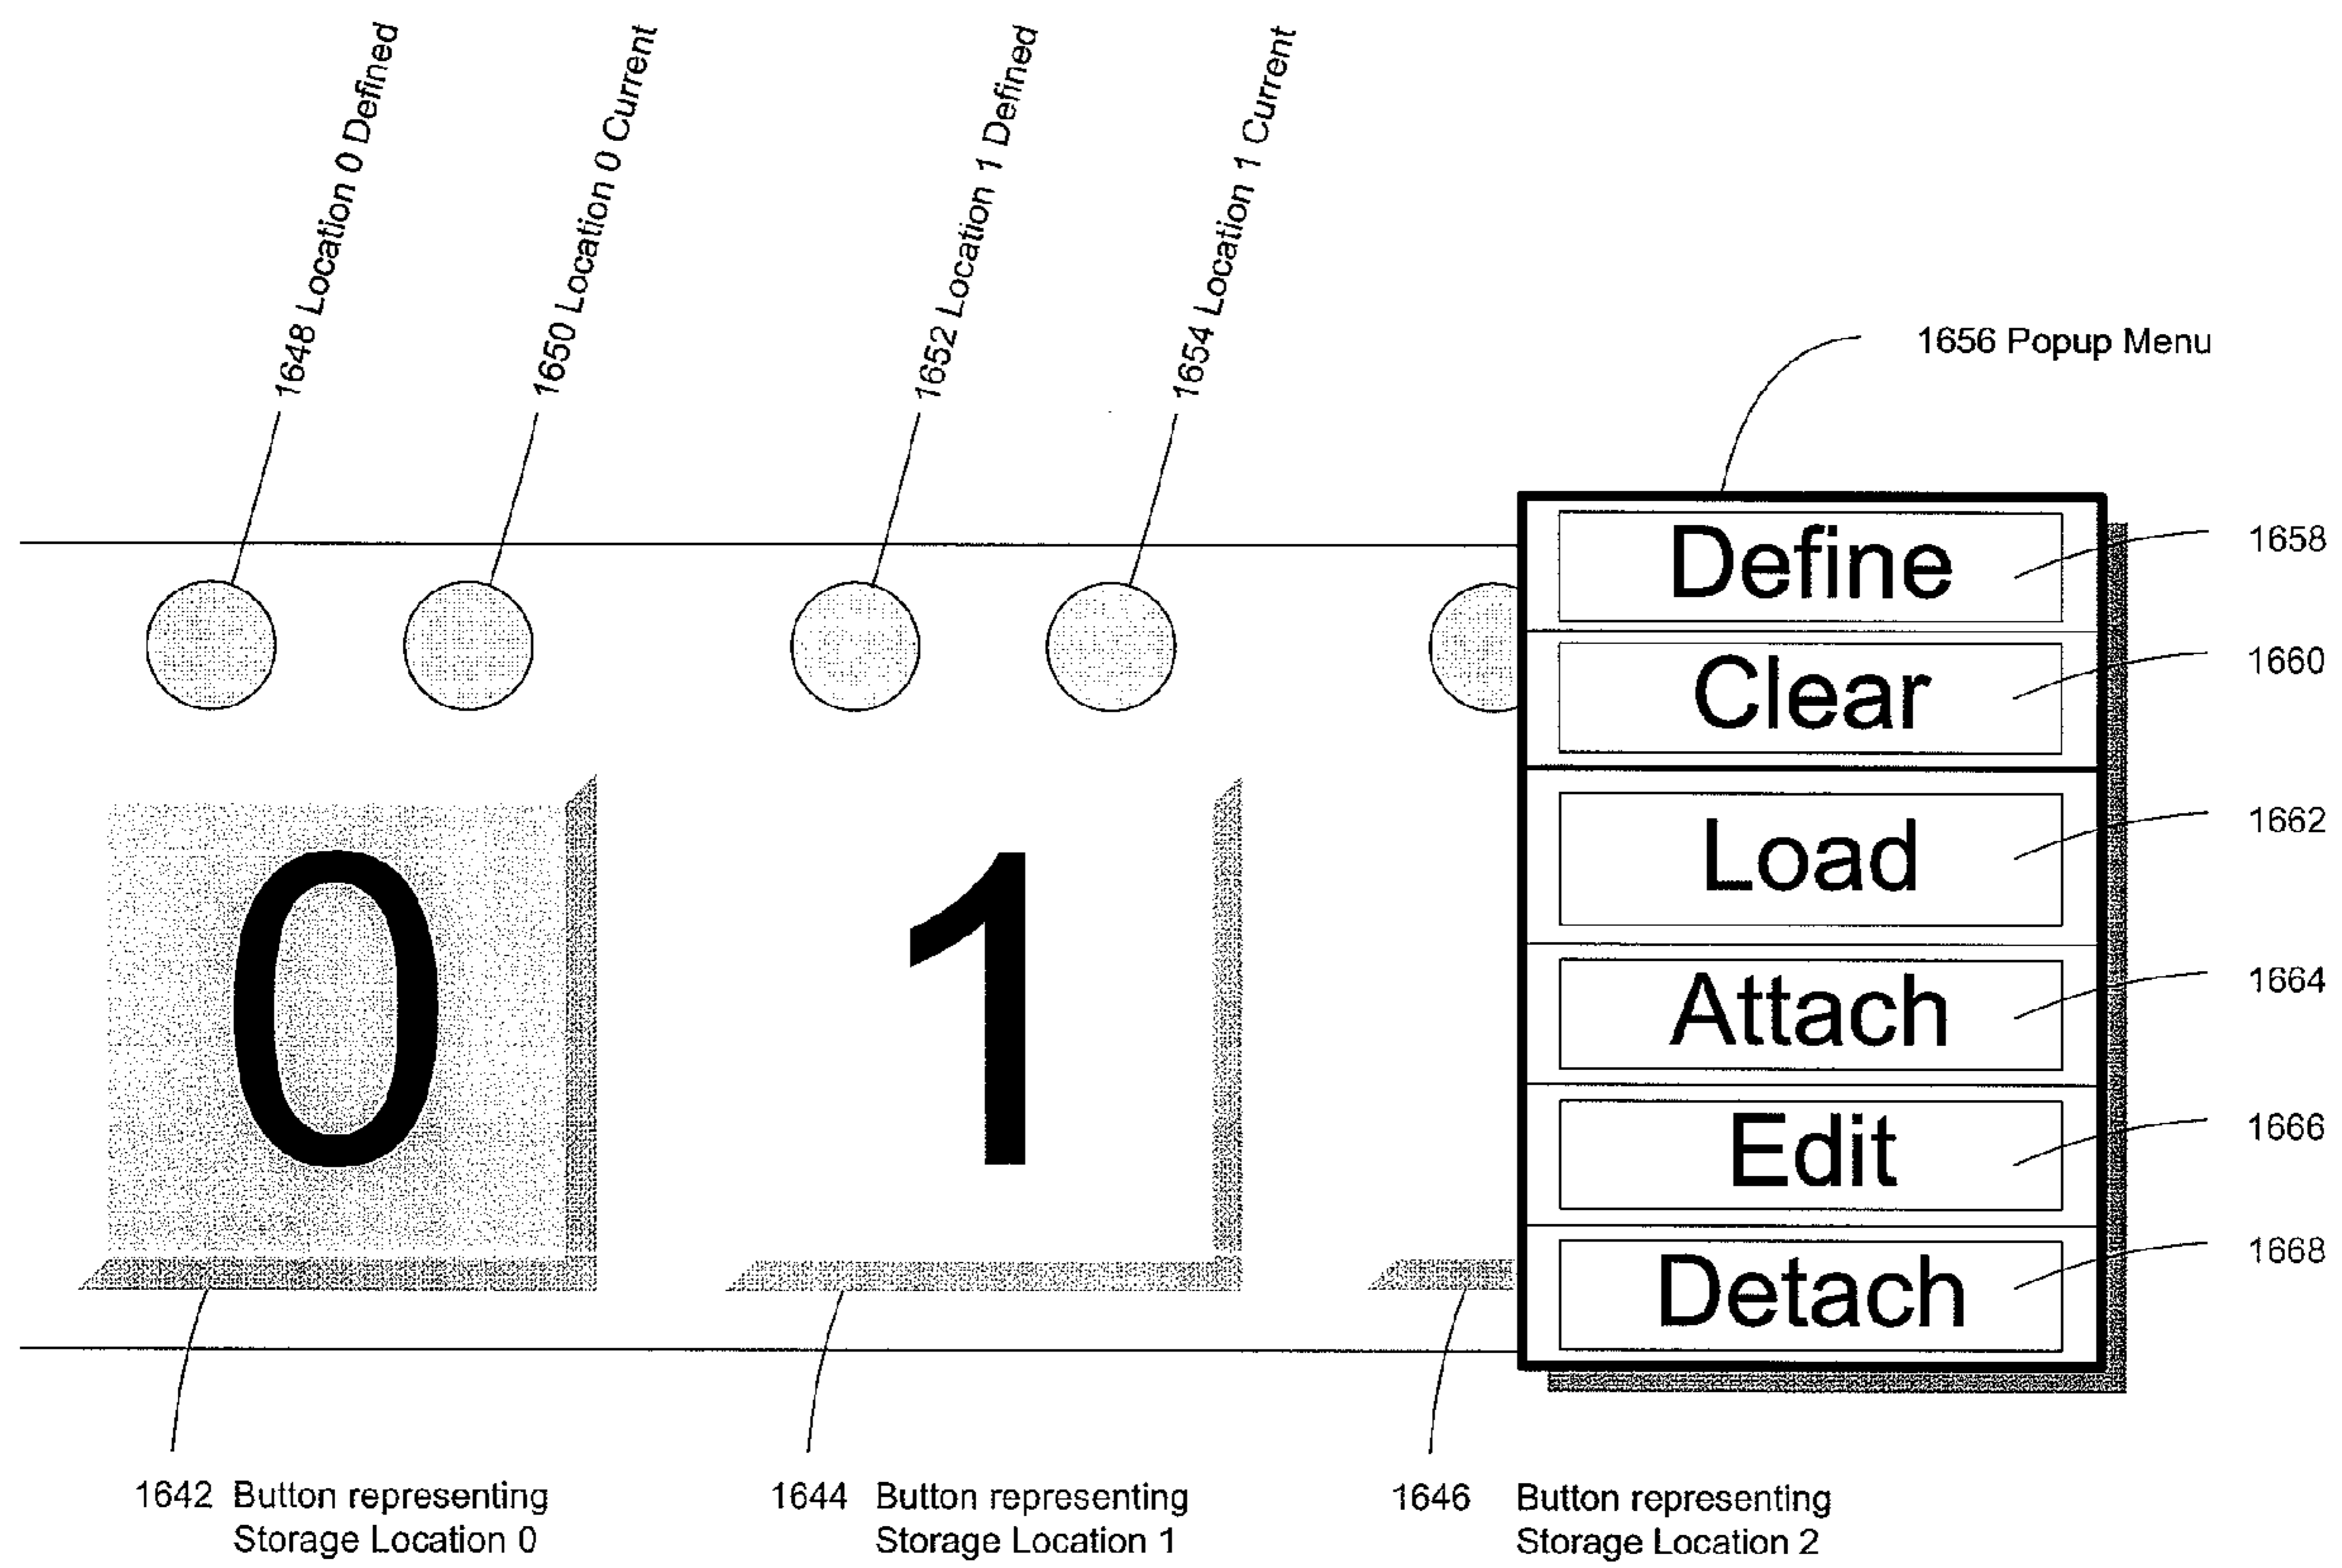 1648 Location 0 Defined
1650 Location 0 Current
1652 Location 1 Defined
1654 Location 1 Current
1656 Popup Menu
Define
1658
Clear
1660
Load
1662
Attach
1664
Edit
1666
Detach
1668
0
1
1642 Button representing
Storage Location 0
1644 Button representing
Storage Location 1
1646 Button representing
Storage Location 2